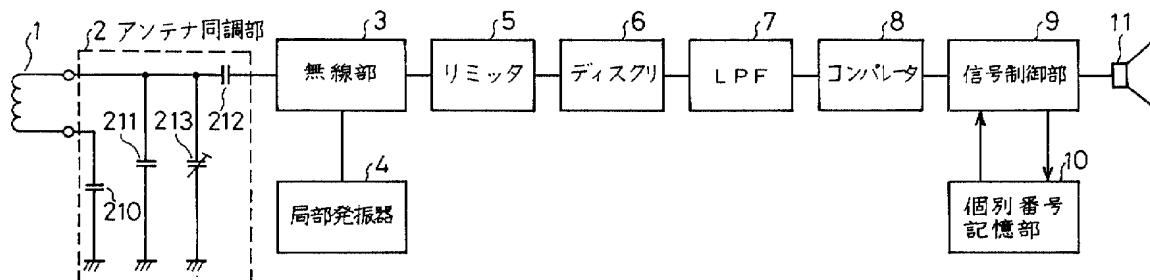 1
2 アンテナ同調部
3
5
6
7
8
9
11
無線部
リミッタ
ディスクリ
LPF
コンパレータ
信号制御部
212
211
213
210
4
局部発振器
10
個別番号
記憶部